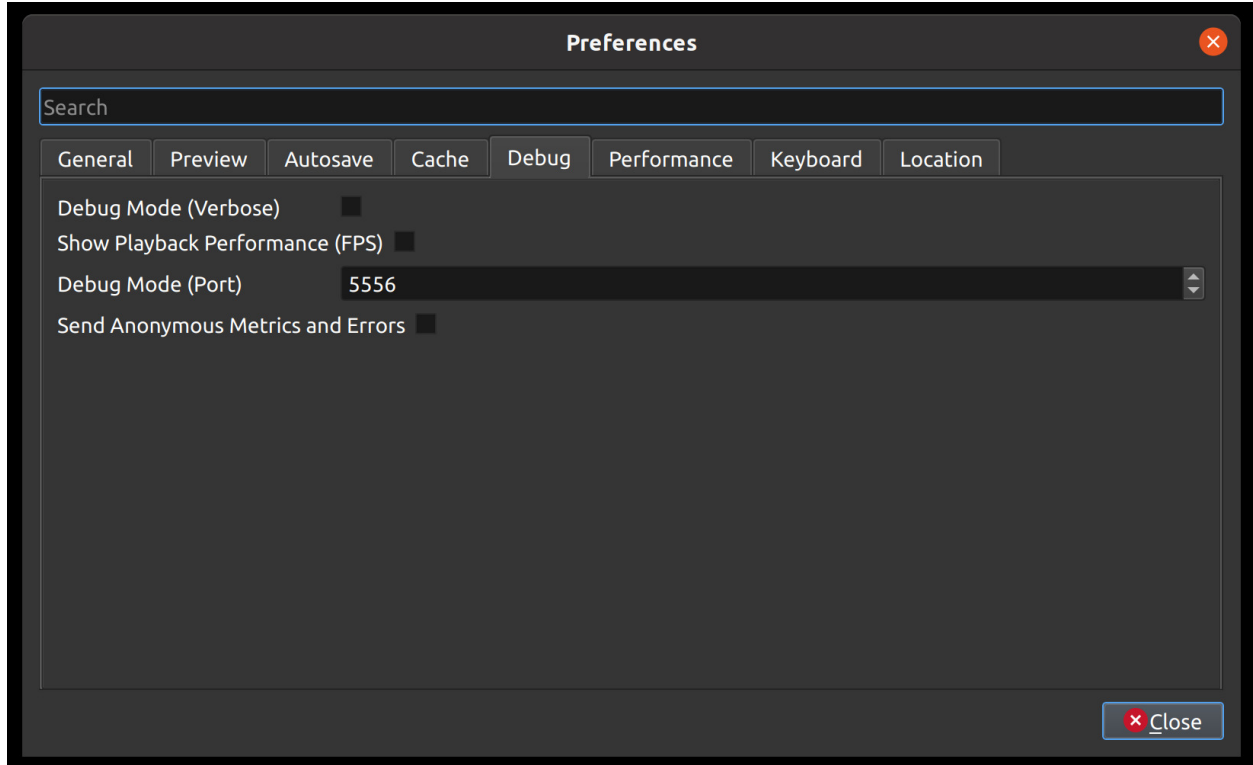 Preferences
Search
General Preview Autosave Cache Debug Performance Keyboard Location
Debug Mode (Verbose)
Show Playback Performance (FPS)
Debug Mode (Port) 5556
Send Anonymous Metrics and Errors
Close